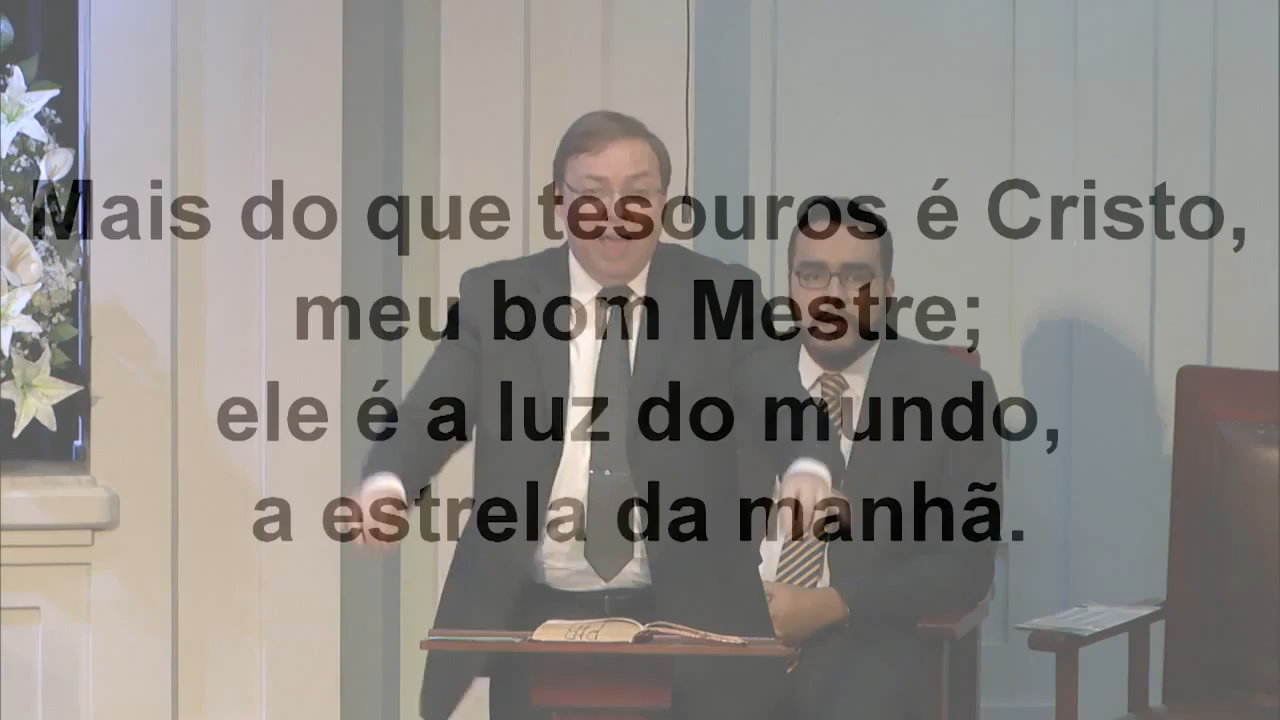 Mais do que tesouros é Cristo,
meu bom Mestre;
ele é a luz do mundo,
a estrela da manhã.